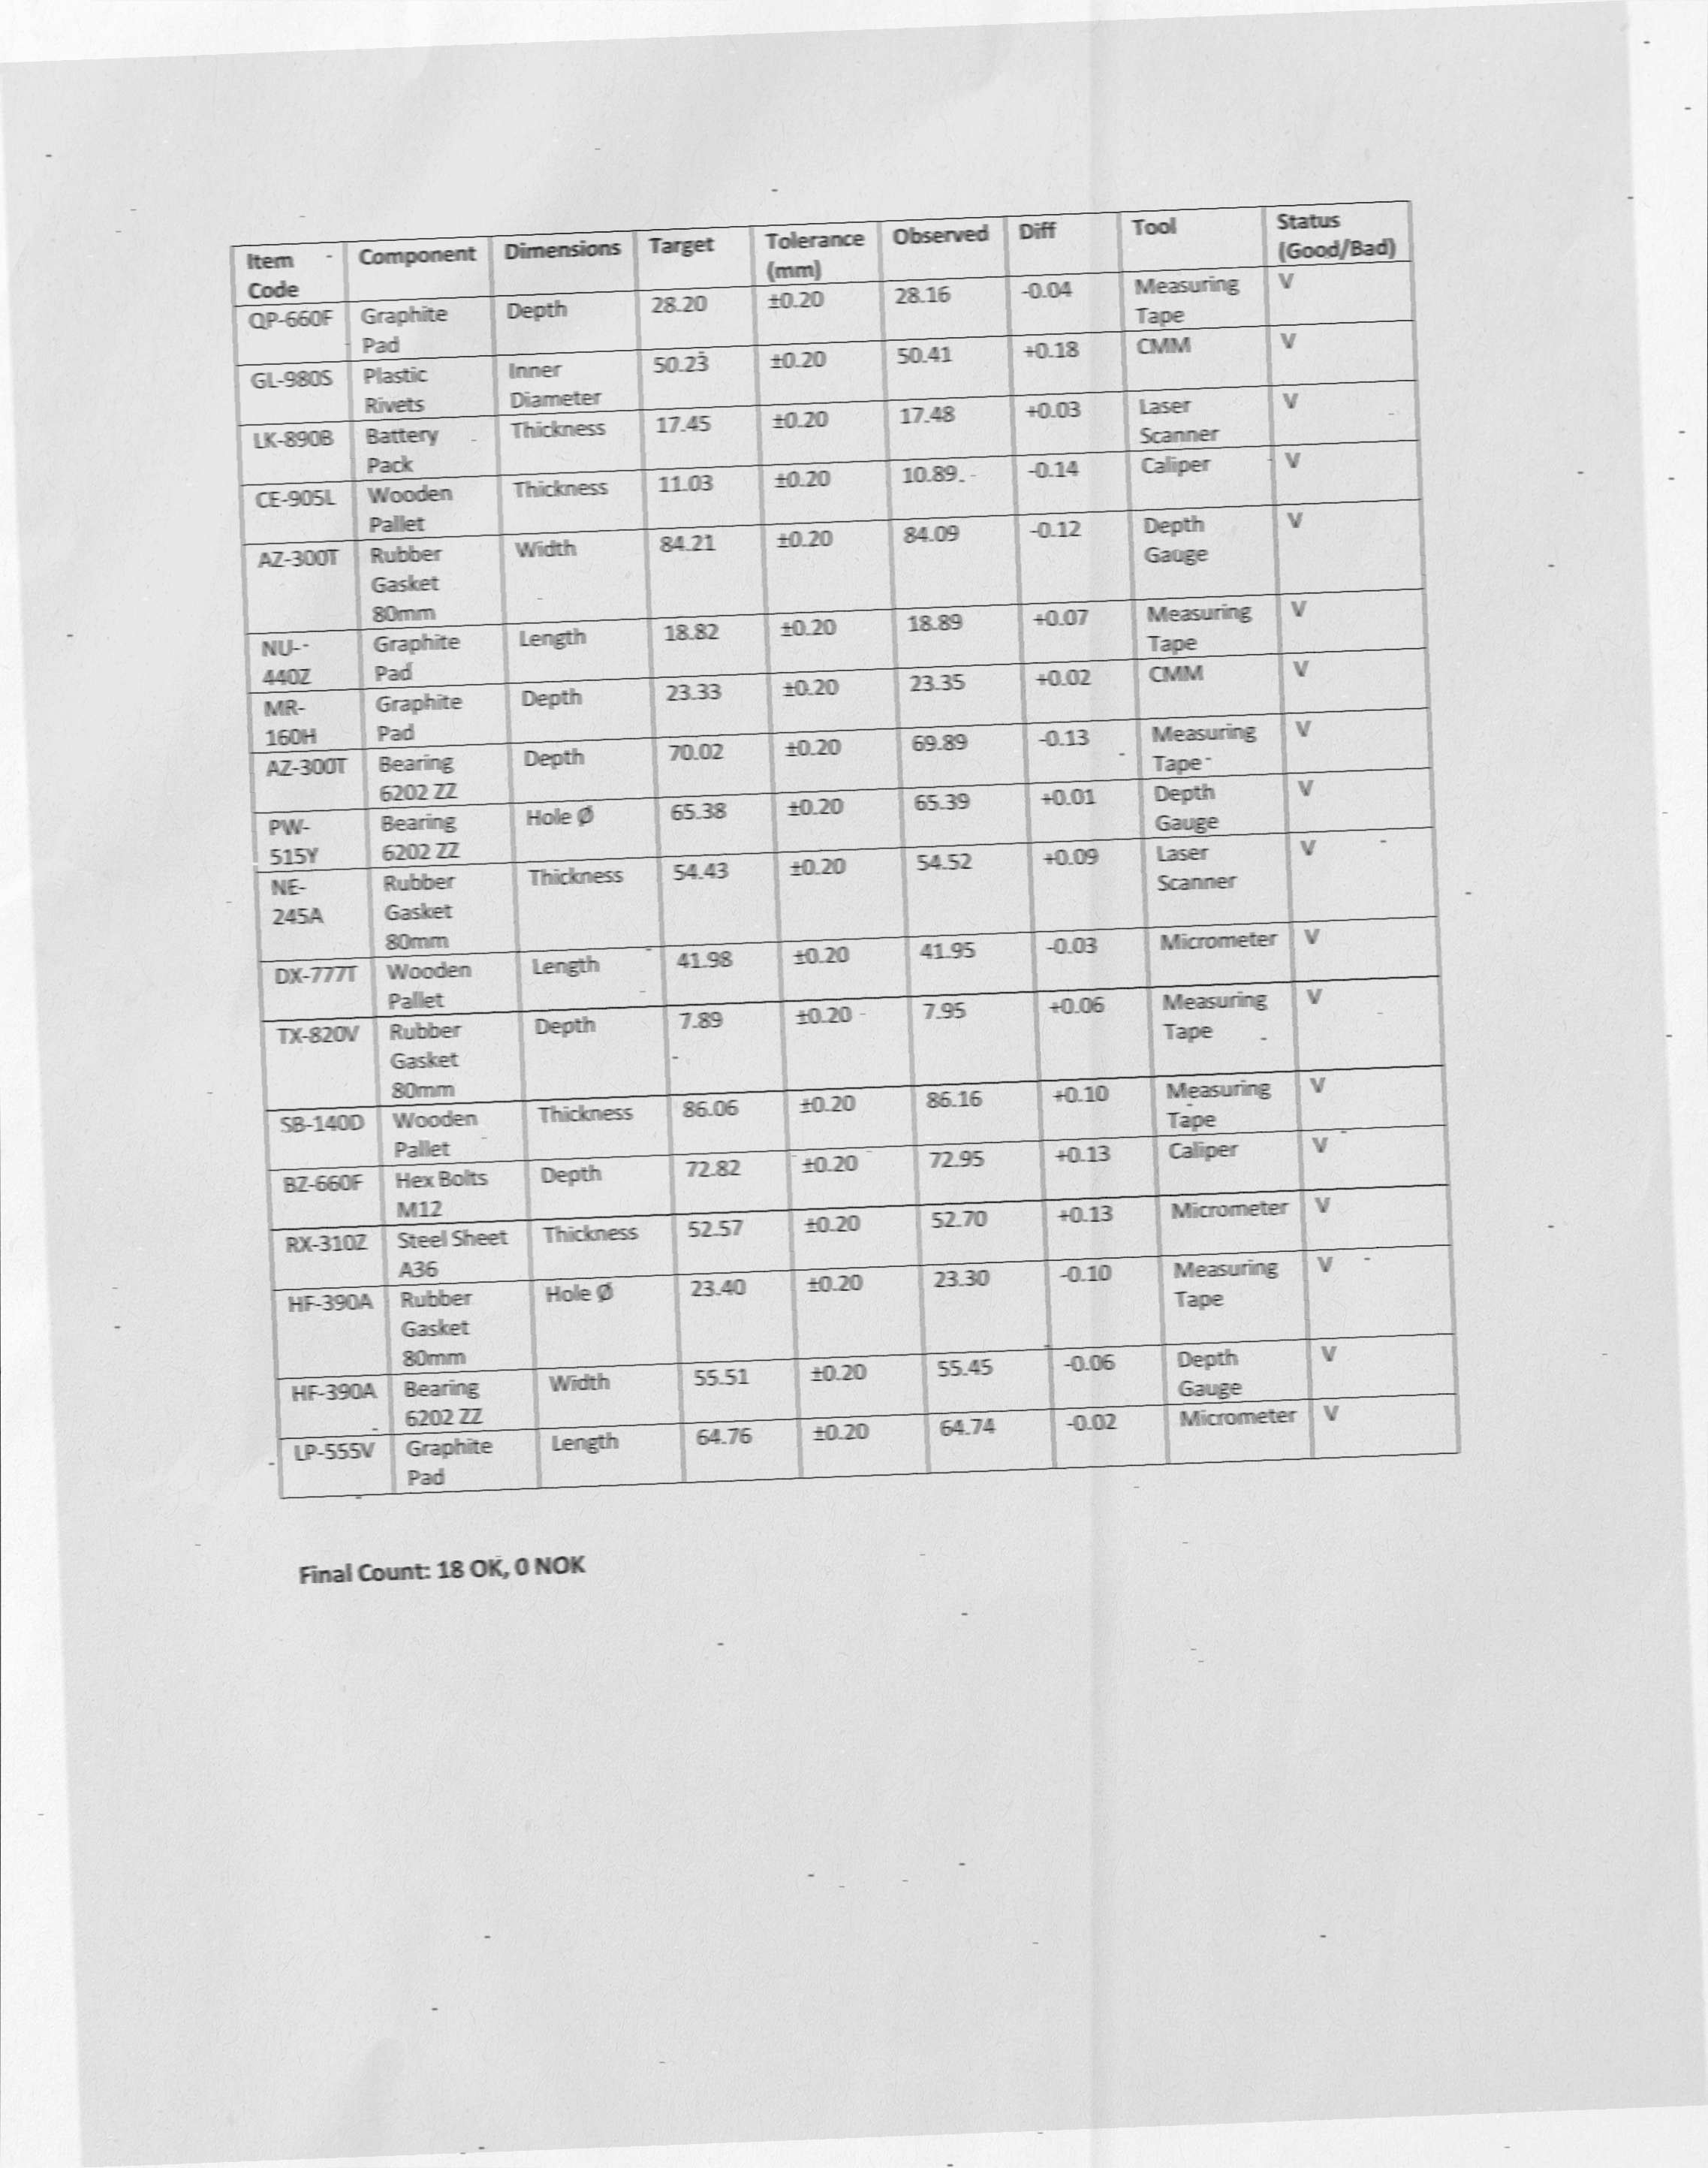 Item Code Component Dimensions Target Tolerance (mm) Observed Diff Tool Status (Good/Bad)
QP-660F Graphite Pad Depth 28.20 ±0.20 28.16 -0.04 Measuring Tape V
GL-980S Plastic Rivets Inner Diameter 50.23 ±0.20 50.41 +0.18 CMM V
LK-890B Battery Pack Thickness 17.45 ±0.20 17.48 +0.03 Laser Scanner V
CE-905L Wooden Pallet Thickness 11.03 ±0.20 10.89 -0.14 Caliper V
AZ-300T Rubber Gasket 80mm Width 84.21 ±0.20 84.09 -0.12 Depth Gauge V
NU-440Z Graphite Pad Length 18.82 ±0.20 18.89 +0.07 Measuring Tape V
MR-160H Graphite Pad Depth 23.33 ±0.20 23.35 +0.02 CMM V
AZ-300T Bearing 6202 ZZ Depth 70.02 ±0.20 69.89 -0.13 Measuring Tape V
PW-515Y Bearing 6202 ZZ Hole Ø 65.38 ±0.20 65.39 +0.01 Depth Gauge V
NE-245A Rubber Gasket 80mm Thickness 54.43 ±0.20 54.52 +0.09 Laser Scanner V
DX-777T Wooden Pallet Length 41.98 ±0.20 41.95 -0.03 Micrometer V
TX-820V Rubber Gasket 80mm Depth 7.89 ±0.20 7.95 +0.06 Measuring Tape V
SB-140D Wooden Pallet Thickness 86.06 ±0.20 86.16 +0.10 Measuring Tape V
BZ-660F Hex Bolts M12 Depth 72.82 ±0.20 72.95 +0.13 Caliper V
RX-310Z Steel Sheet A36 Thickness 52.57 ±0.20 52.70 +0.13 Micrometer V
HF-390A Rubber Gasket 80mm Hole Ø 23.40 ±0.20 23.30 -0.10 Measuring Tape V
HF-390A Bearing 6202 ZZ Width 55.51 ±0.20 55.45 -0.06 Depth Gauge V
LP-555V Graphite Pad Length 64.76 ±0.20 64.74 -0.02 Micrometer V
Final Count: 18 OK, 0 NOK